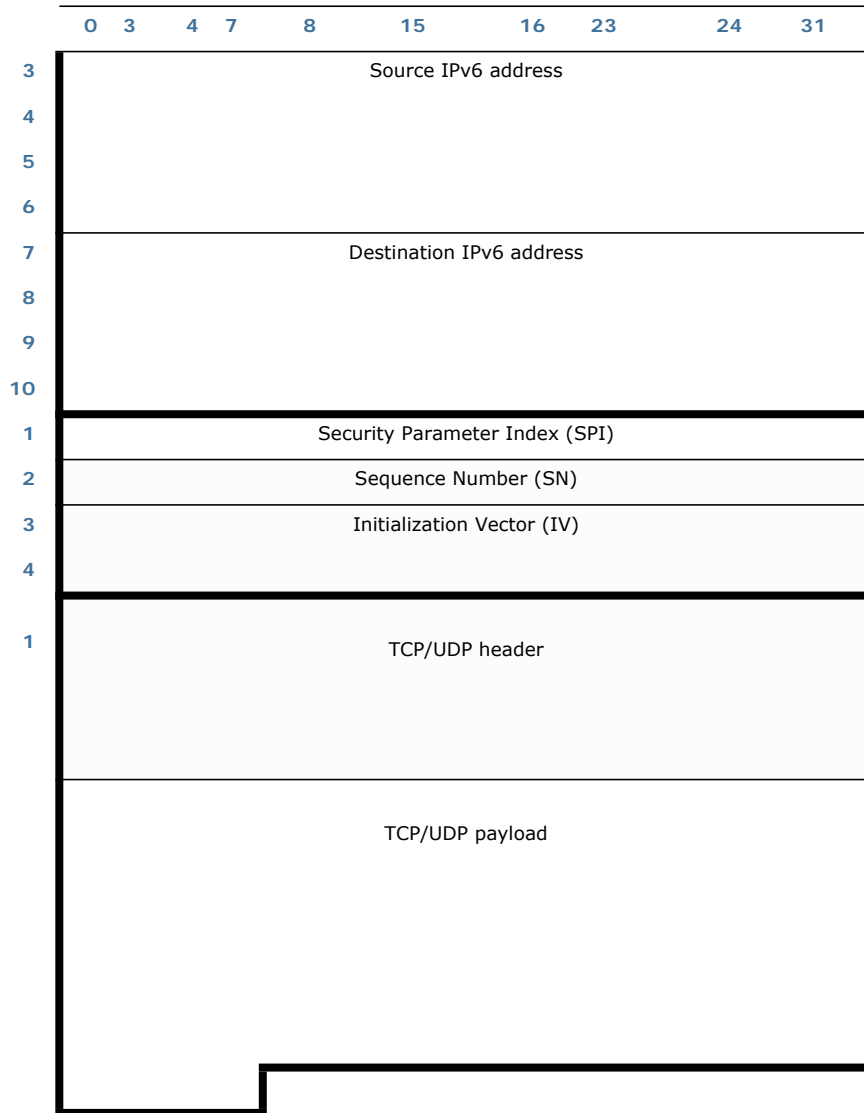 0 3 4 7 8 15 16 23 24 31
3 Source IPv6 address
4
5
6
7 Destination IPv6 address
8
9
10
1 Security Parameter Index (SPI)
2 Sequence Number (SN)
3 Initialization Vector (IV)
4
1 TCP/UDP header
TCP/UDP payload